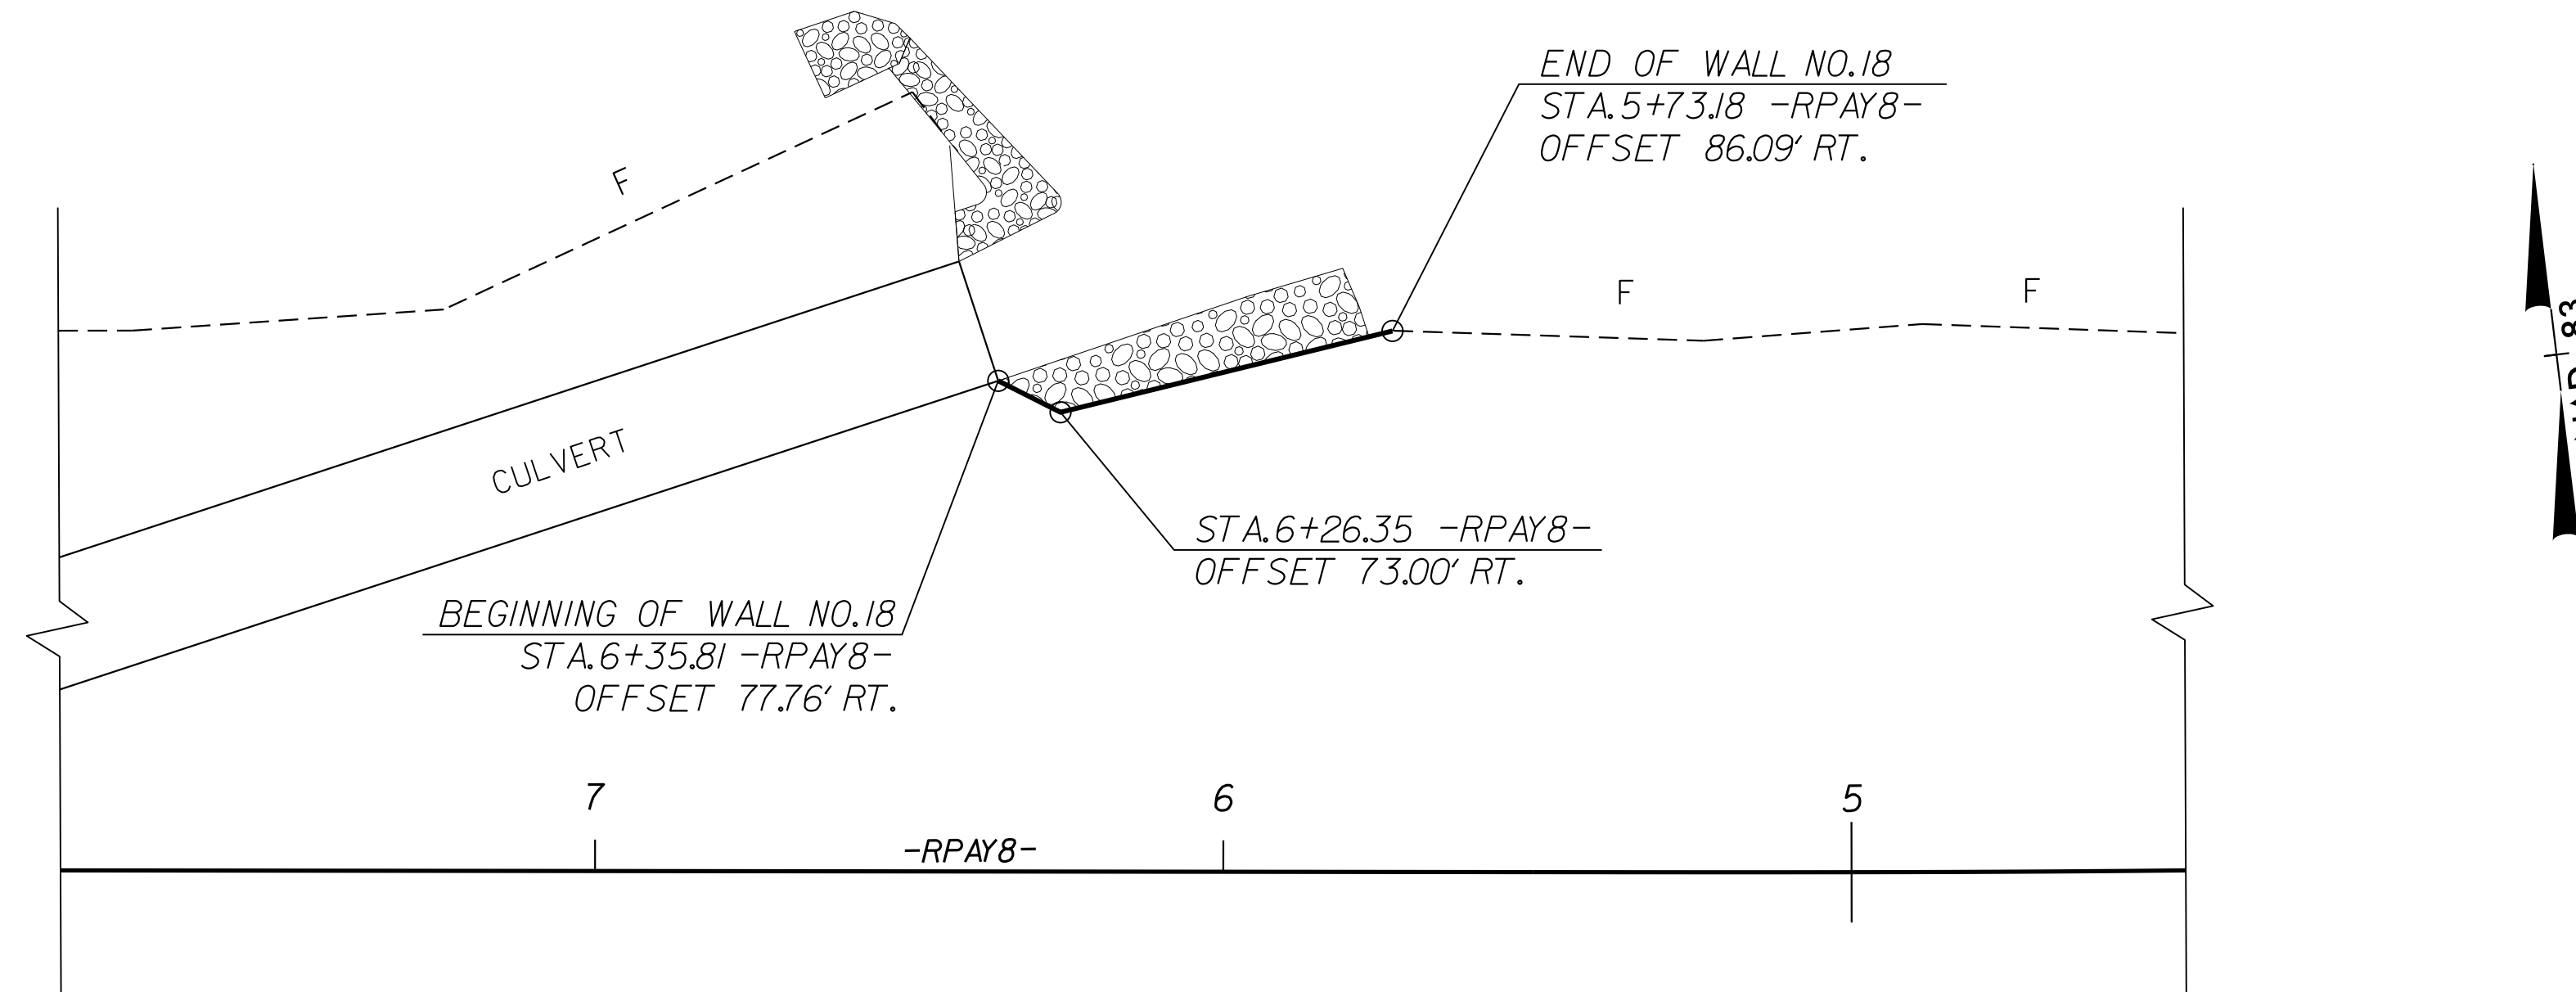 END OF WALL NO.18
STA.5+73.18 -RPAY8-
OFFSET 86.09' RT.
F
F
F
CULVERT
STA.6+26.35 -RPAY8-
OFFSET 73.00' RT.
BEGINNING OF WALL NO.18
STA.6+35.81 -RPAY8-
OFFSET 77.76' RT.
7
6
5
-RPAY8-
83